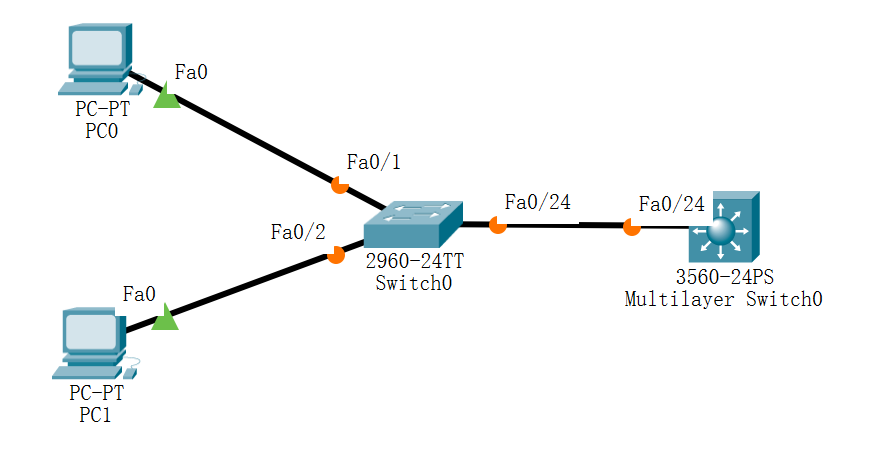 Fa0
PC-PT
PC0
Fa0/1
Fa0/2
Fa0/24
Fa0/24
2960-24TT
Switch0
3560-24PS
Multilayer Switch0
Fa0
PC-PT
PC1